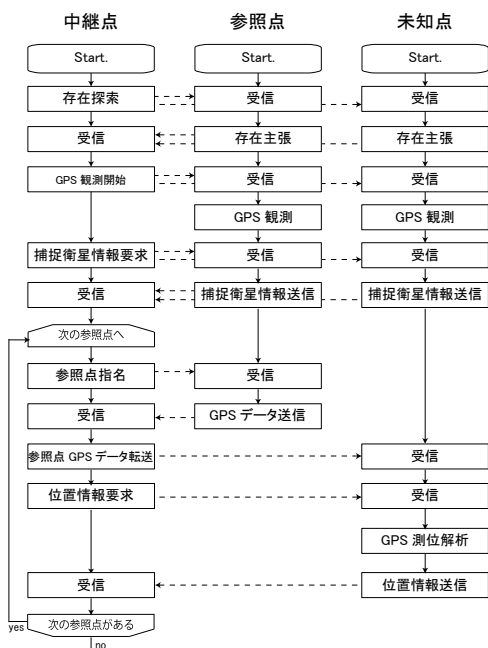 中継点 参照点 未知点
Start. Start. Start.
存在探索 受信 受信
受信 存在主張 存在主張
GPS 観測開始 受信 受信
GPS 観測 GPS 観測
捕捉衛星情報要求 受信 受信
受信 捕捉衛星情報送信 捕捉衛星情報送信
次の参照点へ
参照点指名 受信
受信 GPS データ送信
参照点 GPS データ転送 受信
位置情報要求 受信
GPS 測位解析
受信 位置情報送信
yes 次の参照点がある
no